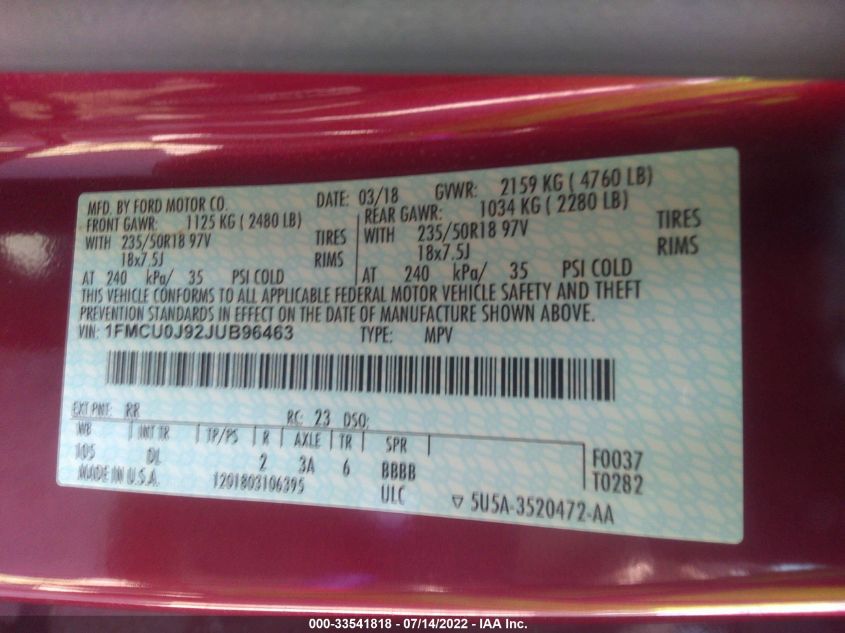 MFD. BY FORD MOTOR CO. DATE: 03/18 GVWR: 2159 KG ( 4760 LB)
FRONT GAWR: 1125 KG ( 2480 LB) REAR GAWR: 1034 KG ( 2280 LB)
WITH 235/50R18 97V TIRES WITH 235/50R18 97V TIRES
18x7.5J RIMS 18x7.5J RIMS
AT 240 kPa/ 35 PSI COLD AT 240 kPa/ 35 PSI COLD
THIS VEHICLE CONFORMS TO ALL APPLICABLE FEDERAL MOTOR VEHICLE SAFETY AND THEFT
PREVENTION STANDARDS IN EFFECT ON THE DATE OF MANUFACTURE SHOWN ABOVE.
VIN: 1FMCU0J92JUB96463 TYPE: MPV
EXT PNT: RR RC: 23 DSO:
WB INT TR TP/PS R AXLE TR SPR
105 DL 2 3A 6 BBBB F0037
MADE IN U.S.A. 1201803106395 ULC T0282
5U5A-3520472-AA
000-33541818 - 07/14/2022 - IAA Inc.